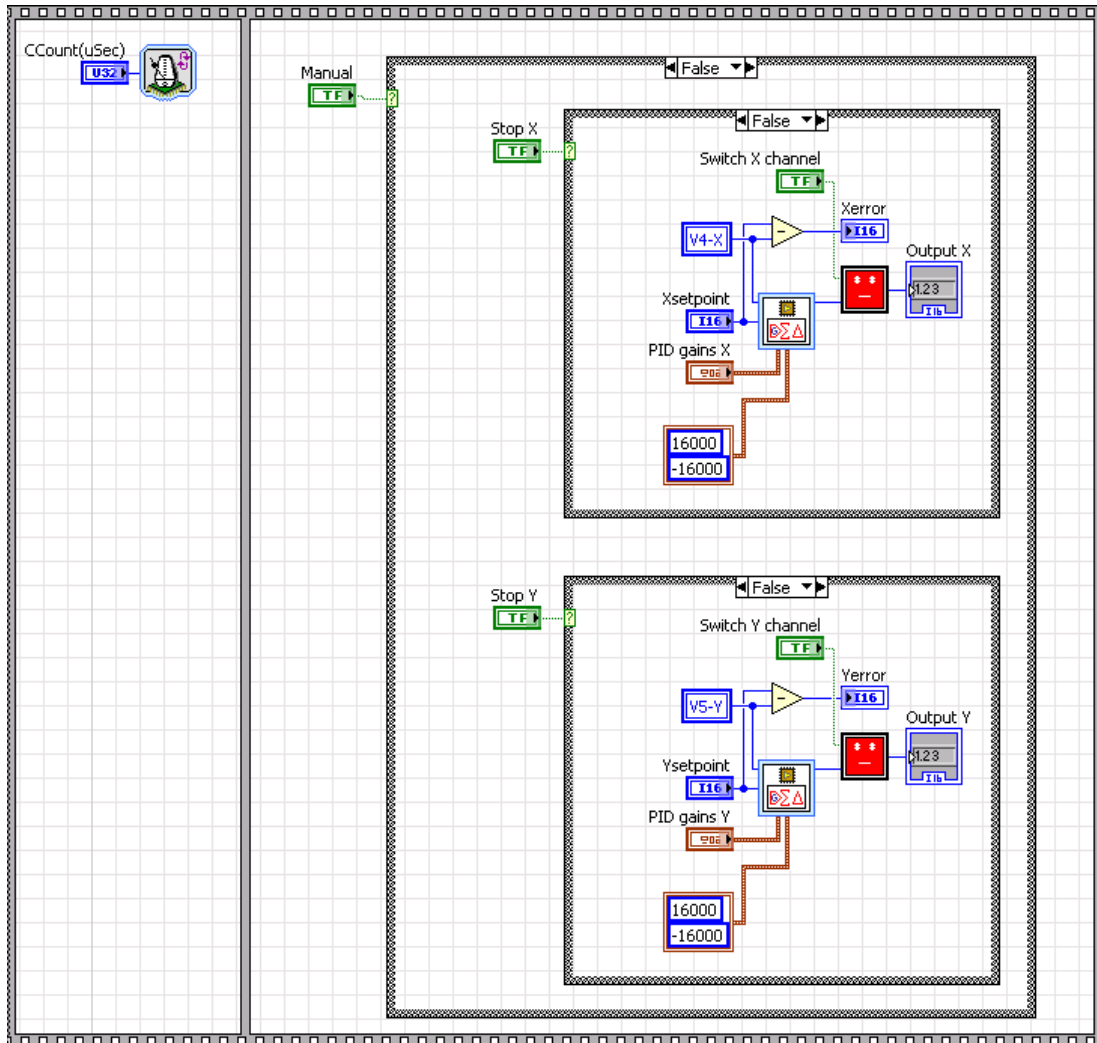 CCount(uSec)
U32
Manual
TF
?
False
Stop X
TF
?
False
Switch X channel
TF
Xerror
I16
V4-X
-
Output X
1.23
I16
Xsetpoint
I16
PID gains X
16000
-16000
Stop Y
TF
?
False
Switch Y channel
TF
Yerror
I16
V5-Y
-
Output Y
1.23
I16
Ysetpoint
I16
PID gains Y
16000
-16000